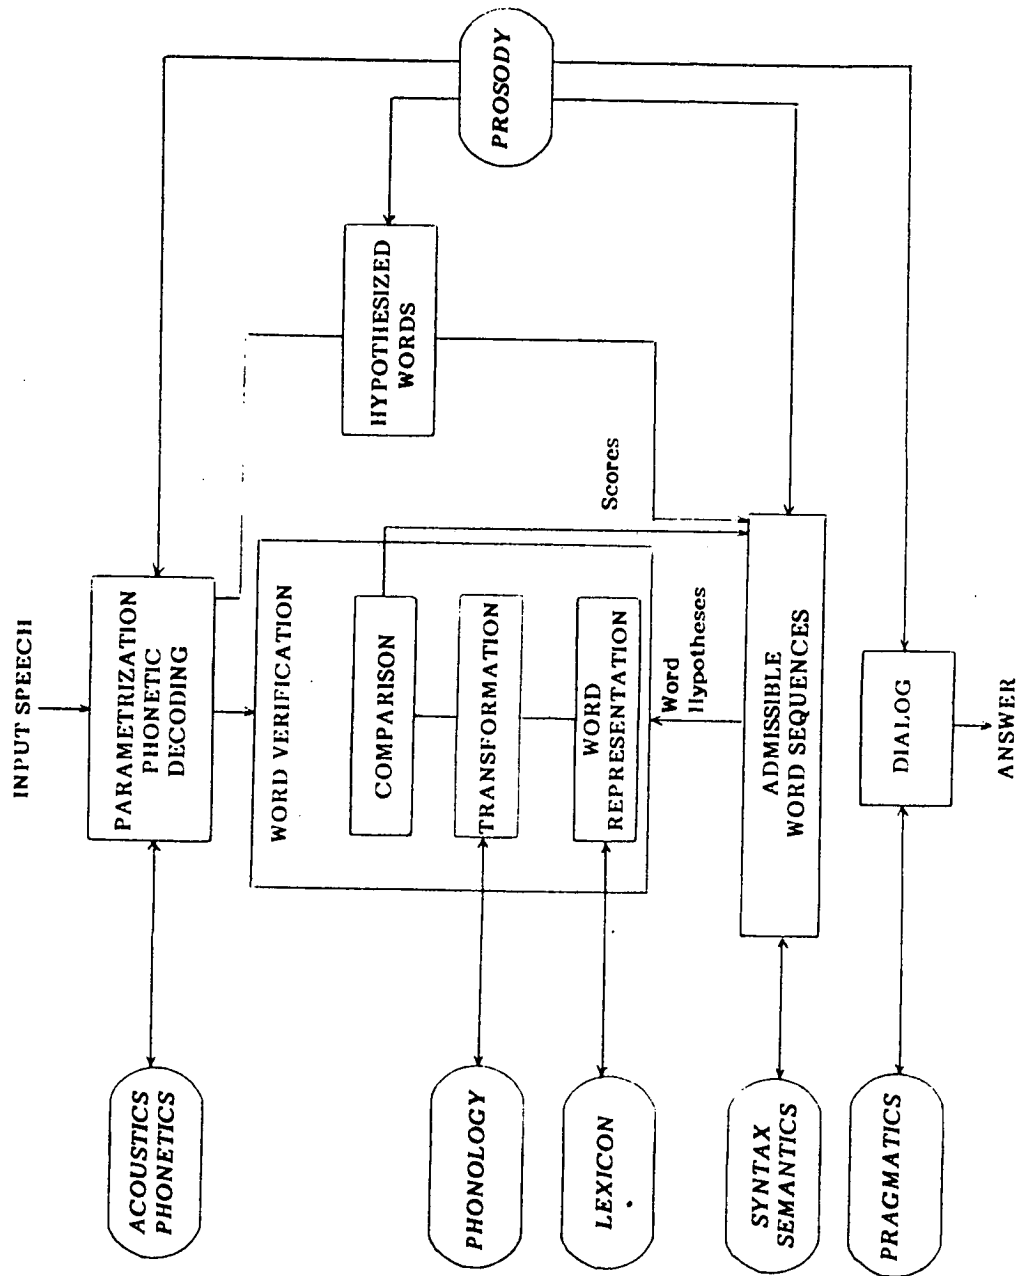 INPUT SPEECH
ACOUSTICS
PHONETICS
PARAMETRIZATION
PHONETIC
DECODING
WORD VERIFICATION
COMPARISON
PHONOLOGY
TRANSFORMATION
LEXICON
WORD
REPRESENTATION
HYPOTHESIZED
WORDS
PROSODY
Scores
Word
Hypotheses
SYNTAX
SEMANTICS
ADMISSIBLE
WORD SEQUENCES
PRAGMATICS
DIALOG
ANSWER